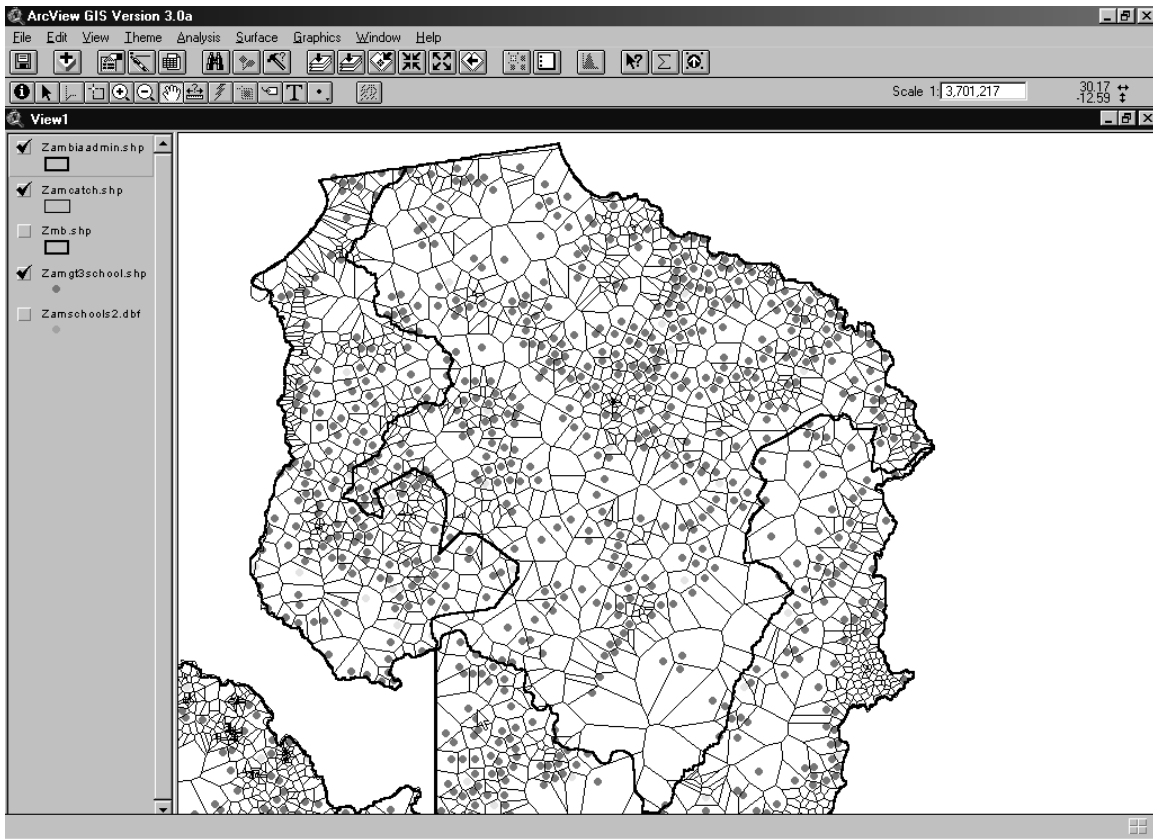 ArcView GIS Version 3.0a
File Edit View Theme Analysis Surface Graphics Window Help
Scale 1: 3,701,217
30.17
-12.59
View1
Zambiaadmin.shp
Zamcatch.shp
Zmb.shp
Zamgt3school.shp
Zamschools2.dbf